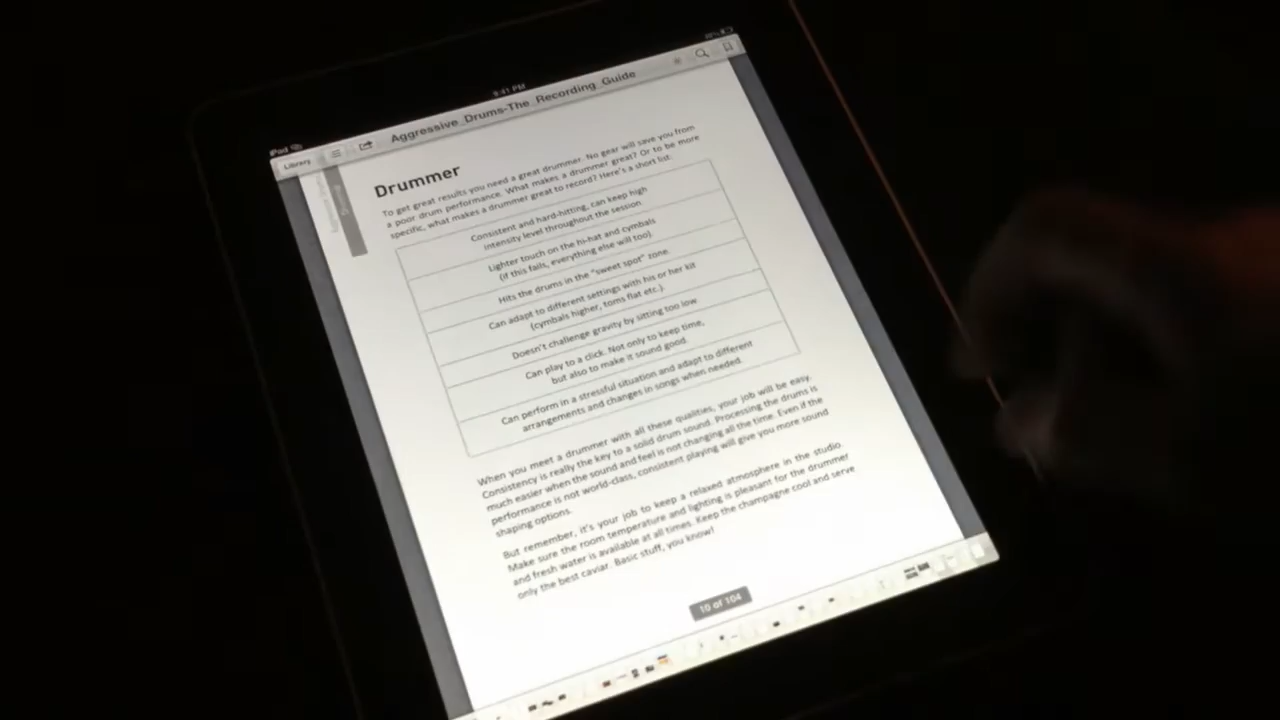 iPad
9:41 PM
Library
Aggressive_Drums-The_Recording_Guide
Drummer
To get great results you need a great drummer. No gear will save you from
a poor drum performance. What makes a drummer great? Or to be more
specific, what makes a drummer great to record? Here's a short list:
Consistent and hard-hitting, can keep high
intensity level throughout the session.
Lighter touch on the hi-hat and cymbals
(if this fails, everything else will too).
Hits the drums in the "sweet spot" zone.
Can adapt to different settings with his or her kit
(cymbals higher, toms flat etc.).
Doesn't challenge gravity by sitting too low
Can play to a click. Not only to keep time,
but also to make it sound good.
Can perform in a stressful situation and adapt to different
arrangements and changes in songs when needed.
When you meet a drummer with all these qualities, your job will be easy.
Consistency is really the key to a solid drum sound. Processing the drums is
much easier when the sound and feel is not changing all the time. Even if the
performance is not world-class, consistent playing will give you more sound
shaping options.
But remember, it's your job to keep a relaxed atmosphere in the studio.
Make sure the room temperature and lighting is pleasant for the drummer
and fresh water is available at all times. Keep the champagne cool and serve
only the best caviar. Basic stuff, you know!
10 of 104